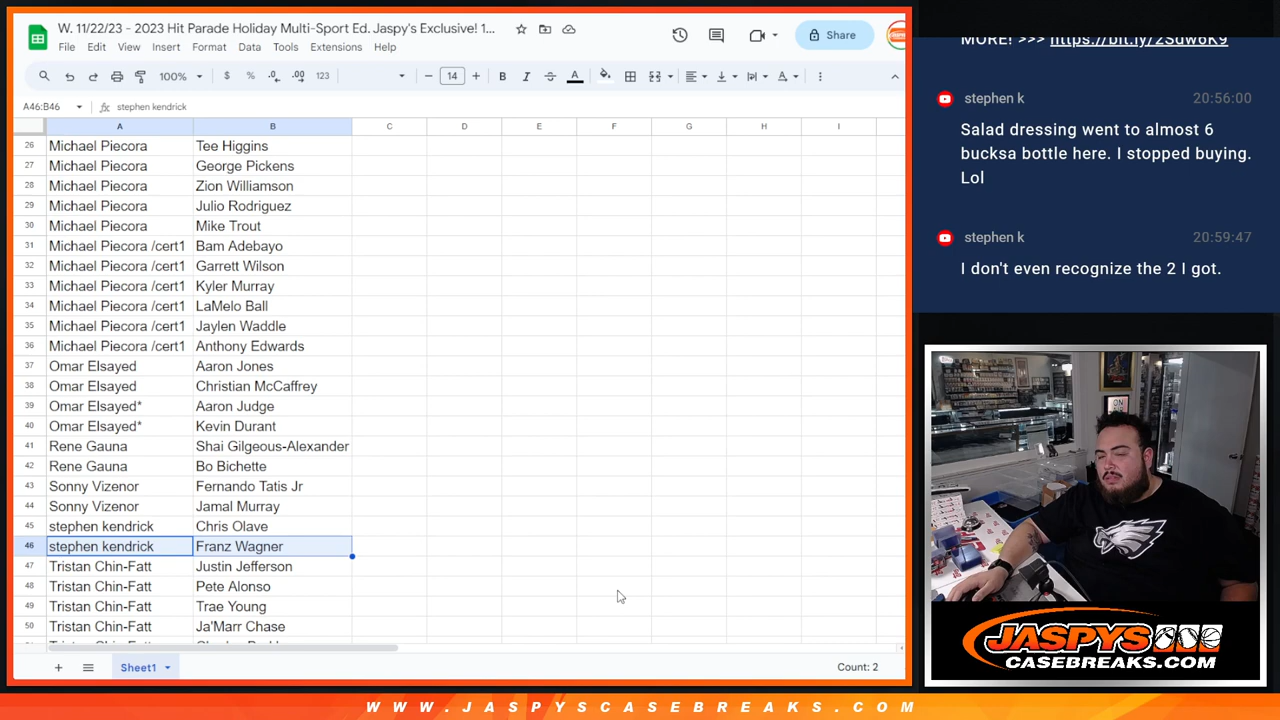 W. 11/22/23 - 2023 Hit Parade Holiday Multi-Sport Ed. Jaspy's Exclusive! 1...
File Edit View Insert Format Data Tools Extensions Help
Share
100% $ % .0 .00 123 14 B I A
A46:B46 stephen kendrick
A B C D E F G H I
26 Michael Piecora Tee Higgins
27 Michael Piecora George Pickens
28 Michael Piecora Zion Williamson
29 Michael Piecora Julio Rodriguez
30 Michael Piecora Mike Trout
31 Michael Piecora /cert1 Bam Adebayo
32 Michael Piecora /cert1 Garrett Wilson
33 Michael Piecora /cert1 Kyler Murray
34 Michael Piecora /cert1 LaMelo Ball
35 Michael Piecora /cert1 Jaylen Waddle
36 Michael Piecora /cert1 Anthony Edwards
37 Omar Elsayed Aaron Jones
38 Omar Elsayed Christian McCaffrey
39 Omar Elsayed* Aaron Judge
40 Omar Elsayed* Kevin Durant
41 Rene Gauna Shai Gilgeous-Alexander
42 Rene Gauna Bo Bichette
43 Sonny Vizenor Fernando Tatis Jr
44 Sonny Vizenor Jamal Murray
45 stephen kendrick Chris Olave
46 stephen kendrick Franz Wagner
47 Tristan Chin-Fatt Justin Jefferson
48 Tristan Chin-Fatt Pete Alonso
49 Tristan Chin-Fatt Trae Young
50 Tristan Chin-Fatt Ja'Marr Chase
Sheet1
Count: 2
MORE! >>> https://bit.ly/2Sdw6K9
stephen k 20:56:00
Salad dressing went to almost 6
bucksa bottle here. I stopped buying.
Lol
stephen k 20:59:47
I don't even recognize the 2 I got.
JASPYS
CASEBREAKS.COM
WWW.JASPYSCASEBREAKS.COM